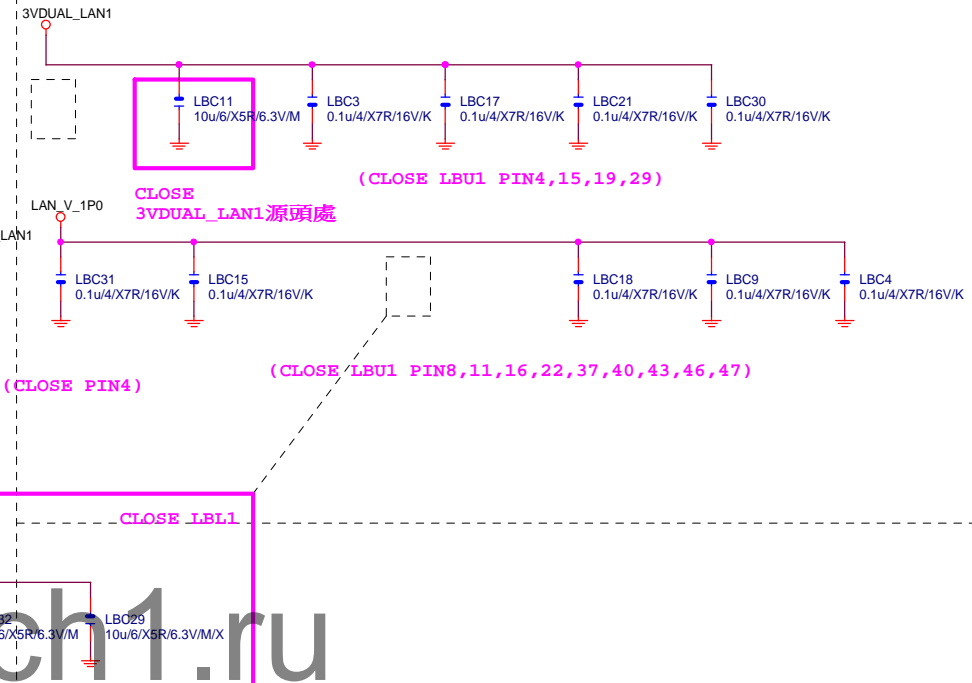 3VDUAL_LAN1
LBC11
10u/6/X5R/6.3V/M
LBC3
0.1u/4/X7R/16V/K
LBC17
0.1u/4/X7R/16V/K
LBC21
0.1u/4/X7R/16V/K
LBC30
0.1u/4/X7R/16V/K
(CLOSE LBU1 PIN4,15,19,29)
CLOSE
3VDUAL_LAN1源頭處
LAN_V_1P0
LAN1
LBC31
0.1u/4/X7R/16V/K
LBC15
0.1u/4/X7R/16V/K
LBC18
0.1u/4/X7R/16V/K
LBC9
0.1u/4/X7R/16V/K
LBC4
0.1u/4/X7R/16V/K
(CLOSE LBU1 PIN8,11,16,22,37,40,43,46,47)
(CLOSE PIN4)
CLOSE LBL1
32
6/X5R/6.3V/M
LBC29
10u/6/X5R/6.3V/M/X
ch1.ru